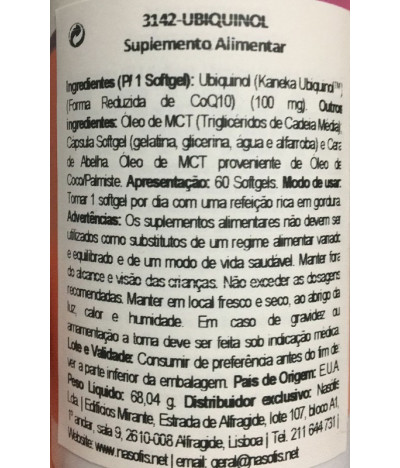 3142-UBIQUINOL
Suplemento Alimentar
Ingredientes (P/ 1 Softgel): Ubiquinol (Kaneka Ubiquinol™)
(Forma Reduzida de CoQ10) (100 mg). Outros
ingredientes: Óleo de MCT (Triglicéridos de Cadeia Média),
Cápsula Softgel (gelatina, glicerina, água e alfarroba) e Cera
de Abelha. Óleo de MCT proveniente de Óleo de
Coco/Palmiste. Apresentação: 60 Softgels. Modo de usar:
Tomar 1 softgel por dia com uma refeição rica em gordura.
Advertências: Os suplementos alimentares não devem ser
utilizados como substitutos de um regime alimentar variado
e equilibrado e de um modo de vida saudável. Manter fora
do alcance e visão das crianças. Não exceder as dosagens
recomendadas. Manter em local fresco e seco, ao abrigo da
luz, calor e humidade. Em caso de gravidez ou
amamentação a toma deve ser feita sob indicação médica.
Lote e Validade: Consumir de preferência antes do fim de/
ver a parte inferior da embalagem. País de Origem: E.U.A.
Peso Líquido: 68,04 g. Distribuidor exclusivo: Nasofis
Lda | Edifícios Mirante, Estrada de Alfragide, lote 107, bloco A1,
1º andar, sala 9, 2610-008 Alfragide, Lisboa | Tel. 211 644 731 |
Website: www.nasofis.net | email: geral@nasofis.net